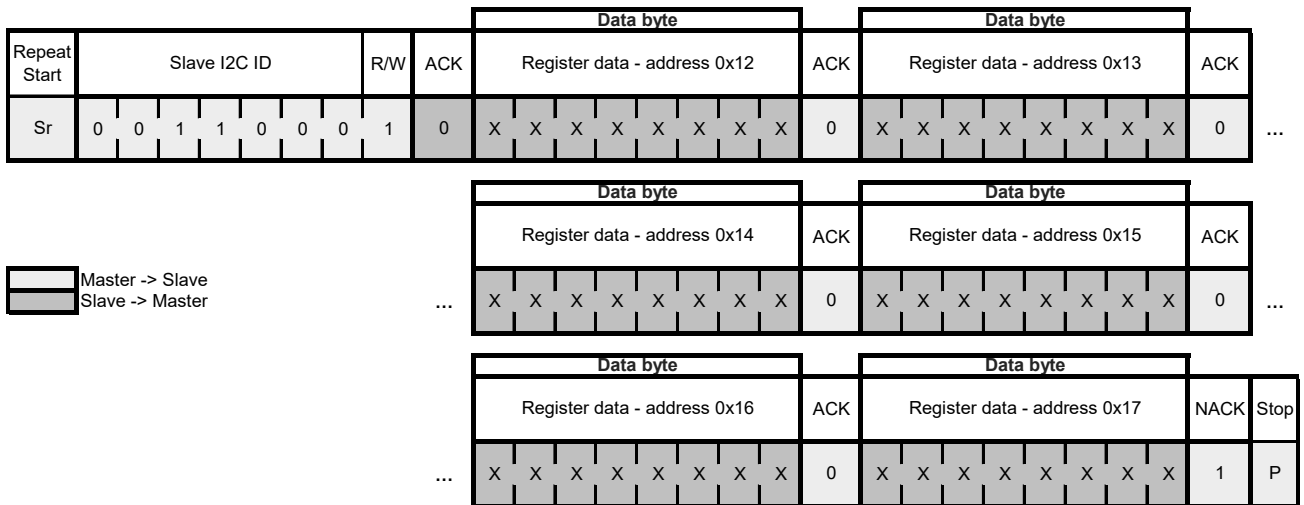 Data byte Data byte
Repeat Start Slave I2C ID R/W ACK Register data - address 0x12 ACK Register data - address 0x13 ACK
Sr 0 0 1 1 0 0 0 1 0 X X X X X X X X 0 X X X X X X X X 0 ...
Data byte Data byte
Register data - address 0x14 ACK Register data - address 0x15 ACK
Master -> Slave
Slave -> Master
... X X X X X X X X 0 X X X X X X X X 0 ...
Data byte Data byte
Register data - address 0x16 ACK Register data - address 0x17 NACK Stop
... X X X X X X X X 0 X X X X X X X X 1 P